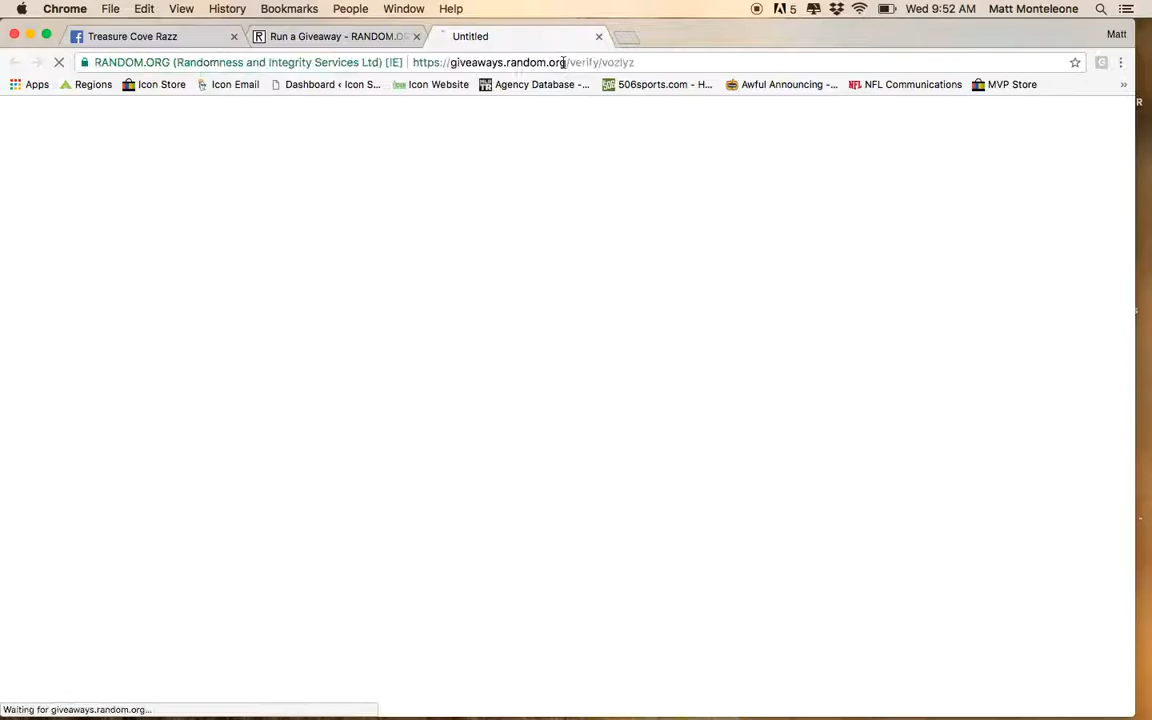 Chrome File Edit View History Bookmarks People Window Help 5 Wed 9:52 AM Matt Monteleone
Treasure Cove Razz Run a Giveaway - RANDOM.OR Untitled Matt
RANDOM.ORG (Randomness and Integrity Services Ltd) [IE] https://giveaways.random.org/verify/vozlyz
Apps Regions Icon Store Icon Email Dashboard ‹ Icon S... Icon Website Agency Database -... 506sports.com - H... Awful Announcing -... NFL Communications MVP Store »
R
Waiting for giveaways.random.org...